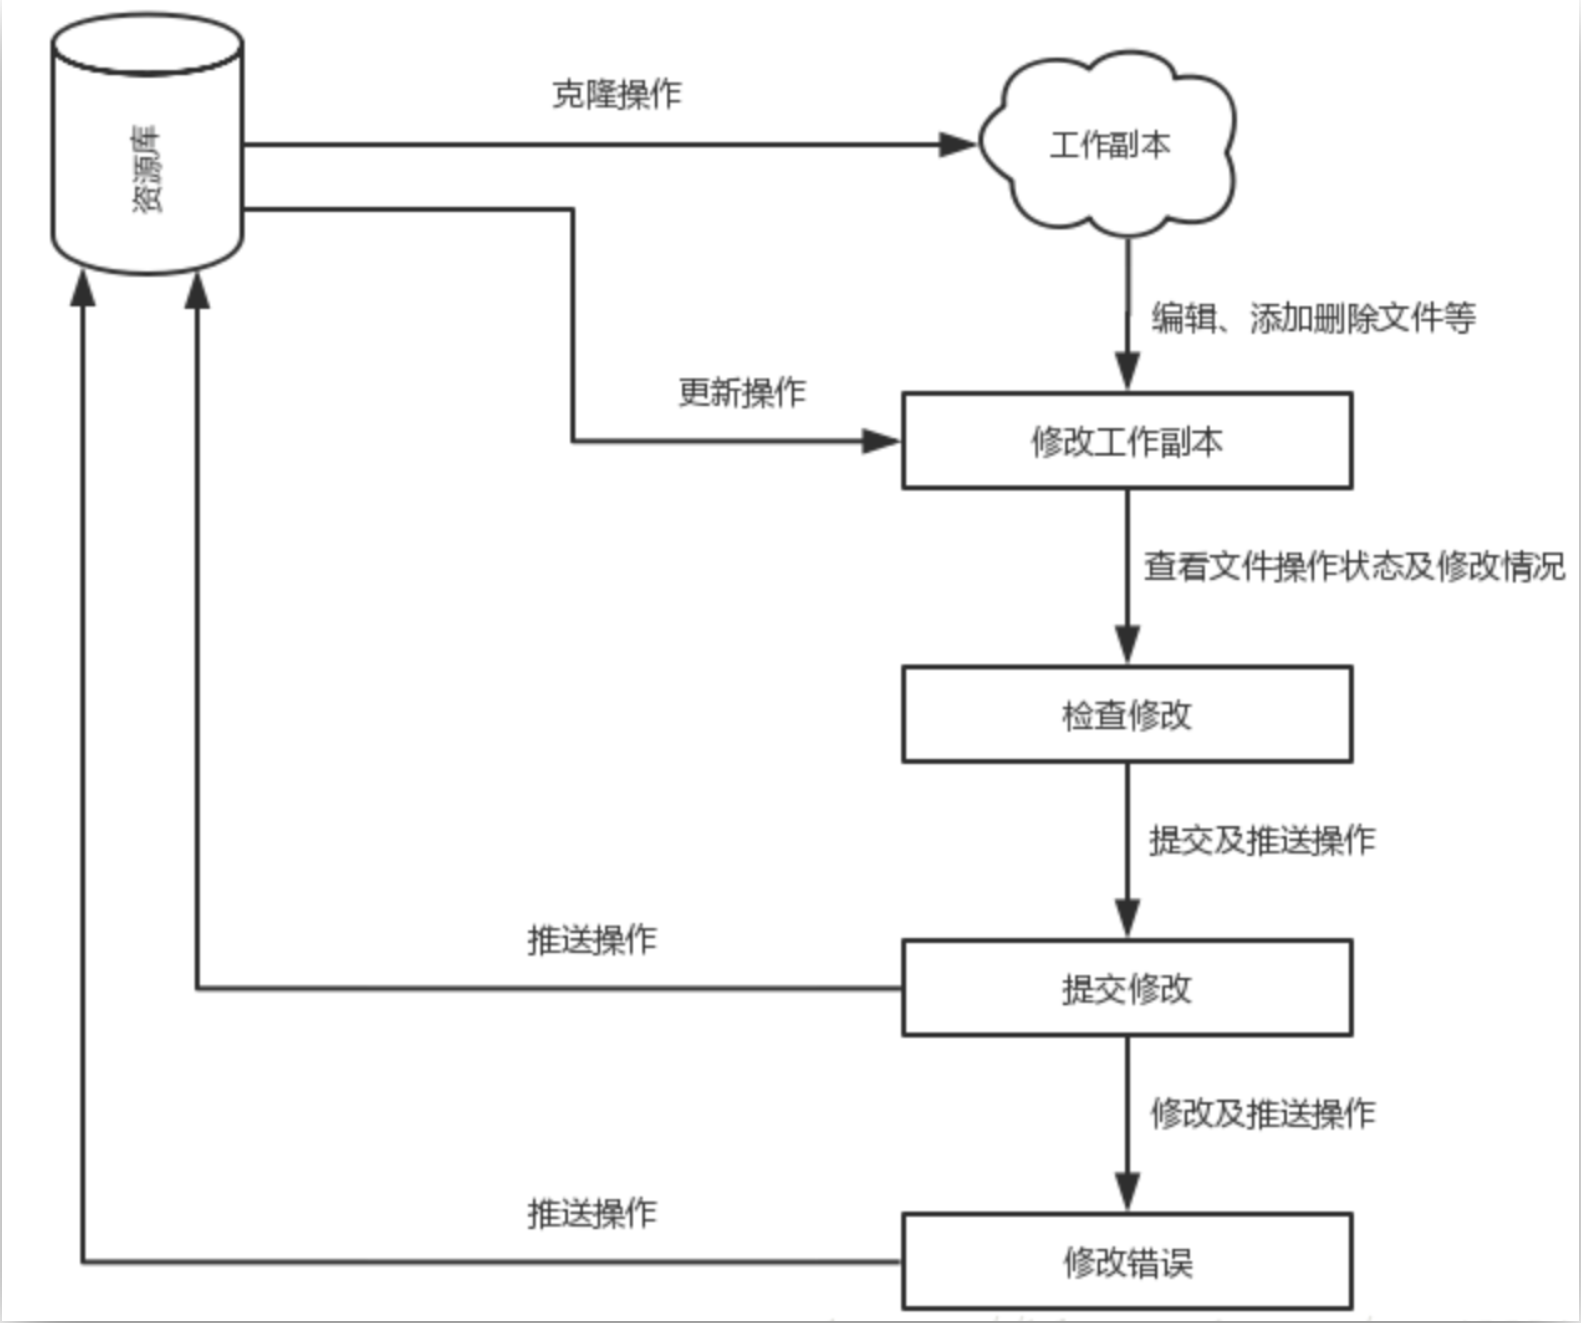 克隆操作
工作副本
资源库
编辑、添加删除文件等
更新操作
修改工作副本
查看文件操作状态及修改情况
检查修改
提交及推送操作
推送操作
提交修改
修改及推送操作
推送操作
修改错误